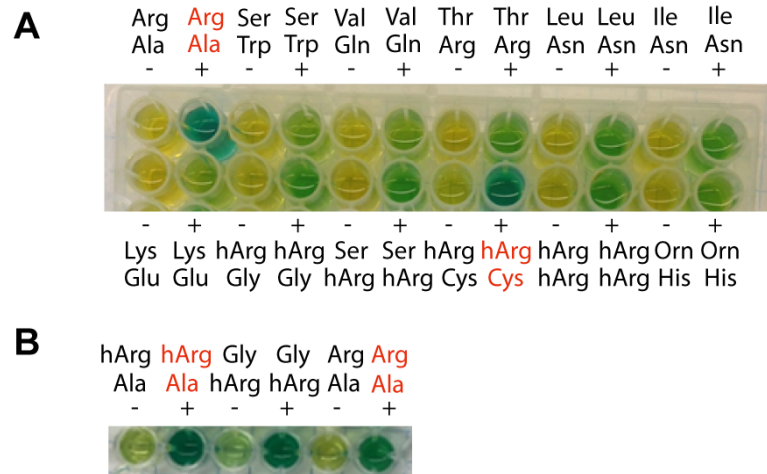 A
Arg Arg Ser Ser Val Val Thr Thr Leu Leu Ile Ile
Ala Ala Trp Trp Gln Gln Arg Arg Asn Asn Asn Asn
- + - + - + - + - + - +
- + - + - + - + - + - +
Lys Lys hArg hArg Ser Ser hArg hArg hArg hArg Orn Orn
Glu Glu Gly Gly hArg hArg Cys Cys hArg hArg His His
B
hArg hArg Gly Gly Arg Arg
Ala Ala hArg hArg Ala Ala
- + - + - +